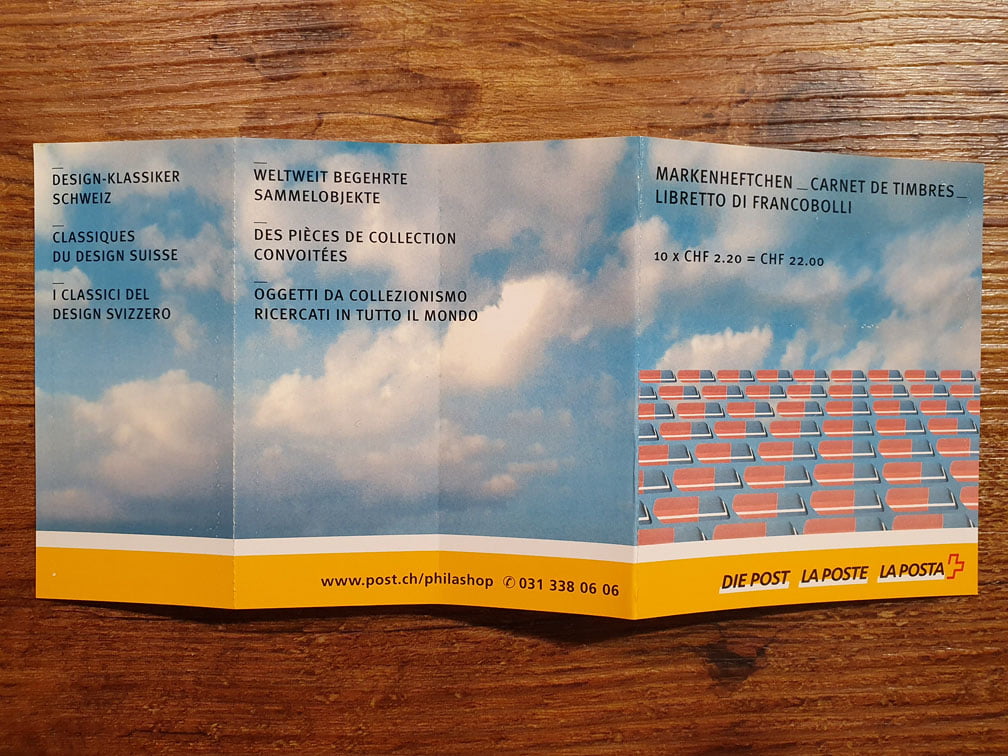 DESIGN-KLASSIKER
SCHWEIZ
CLASSIQUES
DU DESIGN SUISSE
I CLASSICI DEL
DESIGN SVIZZERO
WELTWEIT BEGEHRTE
SAMMELOBJEKTE
DES PIÈCES DE COLLECTION
CONVOITÉES
OGGETTI DA COLLEZIONISMO
RICERCATI IN TUTTO IL MONDO
MARKENHEFTCHEN _ CARNET DE TIMBRES _
LIBRETTO DI FRANCOBOLLI
10 x CHF 2.20 = CHF 22.00
www.post.ch/philashop ✆ 031 338 06 06
DIE POST LA POSTE LA POSTA